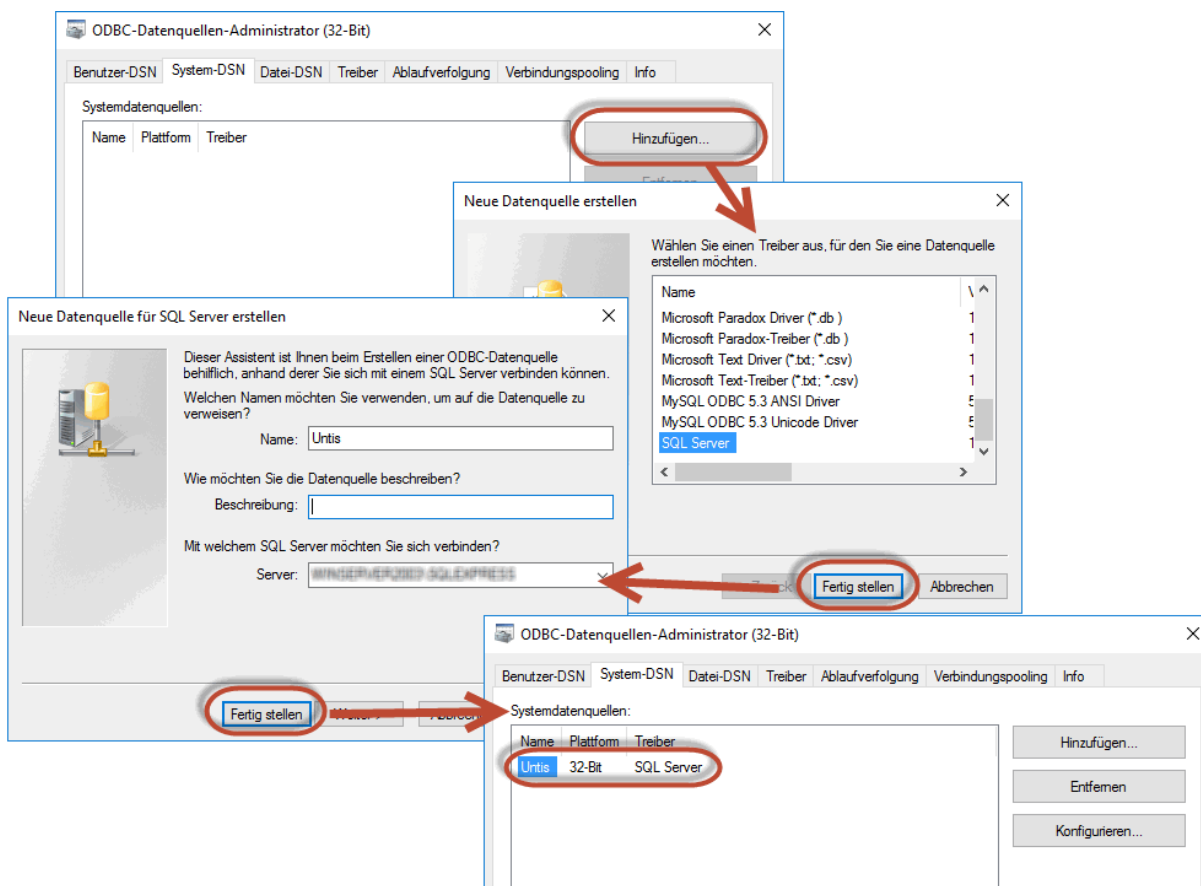 ODBC-Datenquellen-Administrator (32-Bit)
Benutzer-DSN System-DSN Datei-DSN Treiber Ablaufverfolgung Verbindungspooling Info
Systemdatenquellen:
Name Plattform Treiber
Hinzufügen...
Neue Datenquelle erstellen
Wählen Sie einen Treiber aus, für den Sie eine Datenquelle
erstellen möchten.
Name
Microsoft Paradox Driver (*.db ) 1
Microsoft Paradox-Treiber (*.db ) 1
Microsoft Text Driver (*.txt; *.csv) 1
Microsoft Text-Treiber (*.txt; *.csv) 1
MySQL ODBC 5.3 ANSI Driver 5
MySQL ODBC 5.3 Unicode Driver 5
SQL Server 1
Fertig stellen Abbrechen
Neue Datenquelle für SQL Server erstellen
Dieser Assistent ist Ihnen beim Erstellen einer ODBC-Datenquelle
behilflich, anhand derer Sie sich mit einem SQL Server verbinden können.
Welchen Namen möchten Sie verwenden, um auf die Datenquelle zu
verweisen?
Name: Untis
Wie möchten Sie die Datenquelle beschreiben?
Beschreibung:
Mit welchem SQL Server möchten Sie sich verbinden?
Server:
Fertig stellen
ODBC-Datenquellen-Administrator (32-Bit)
Benutzer-DSN System-DSN Datei-DSN Treiber Ablaufverfolgung Verbindungspooling Info
Systemdatenquellen:
Name Plattform Treiber
Untis 32-Bit SQL Server
Hinzufügen...
Entfernen
Konfigurieren...